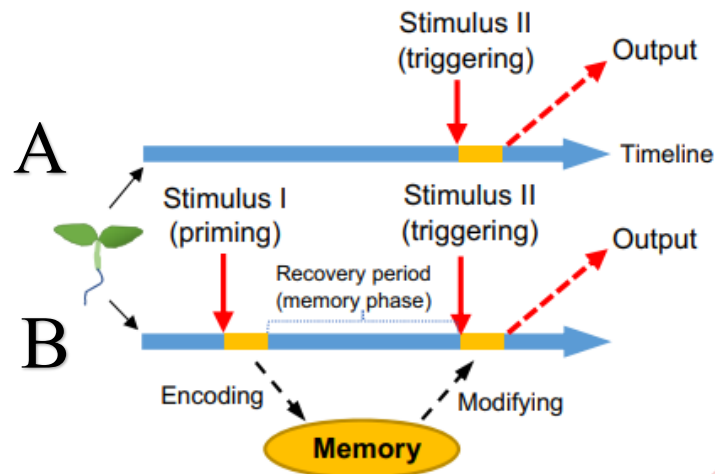 Stimulus II
(triggering)
Output
A
Timeline
Stimulus I
(priming)
Stimulus II
(triggering)
Output
Recovery period
(memory phase)
B
Encoding
Modifying
Memory